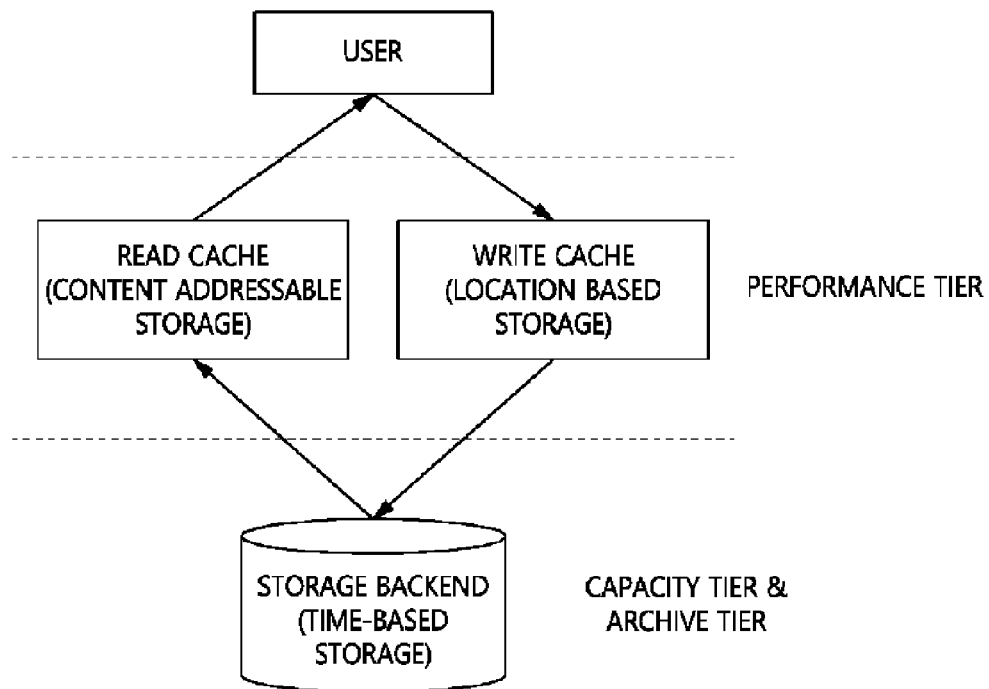 USER
READ CACHE
(CONTENT ADDRESSABLE
STORAGE)
WRITE CACHE
(LOCATION BASED
STORAGE)
PERFORMANCE TIER
STORAGE BACKEND
(TIME-BASED
STORAGE)
CAPACITY TIER &
ARCHIVE TIER